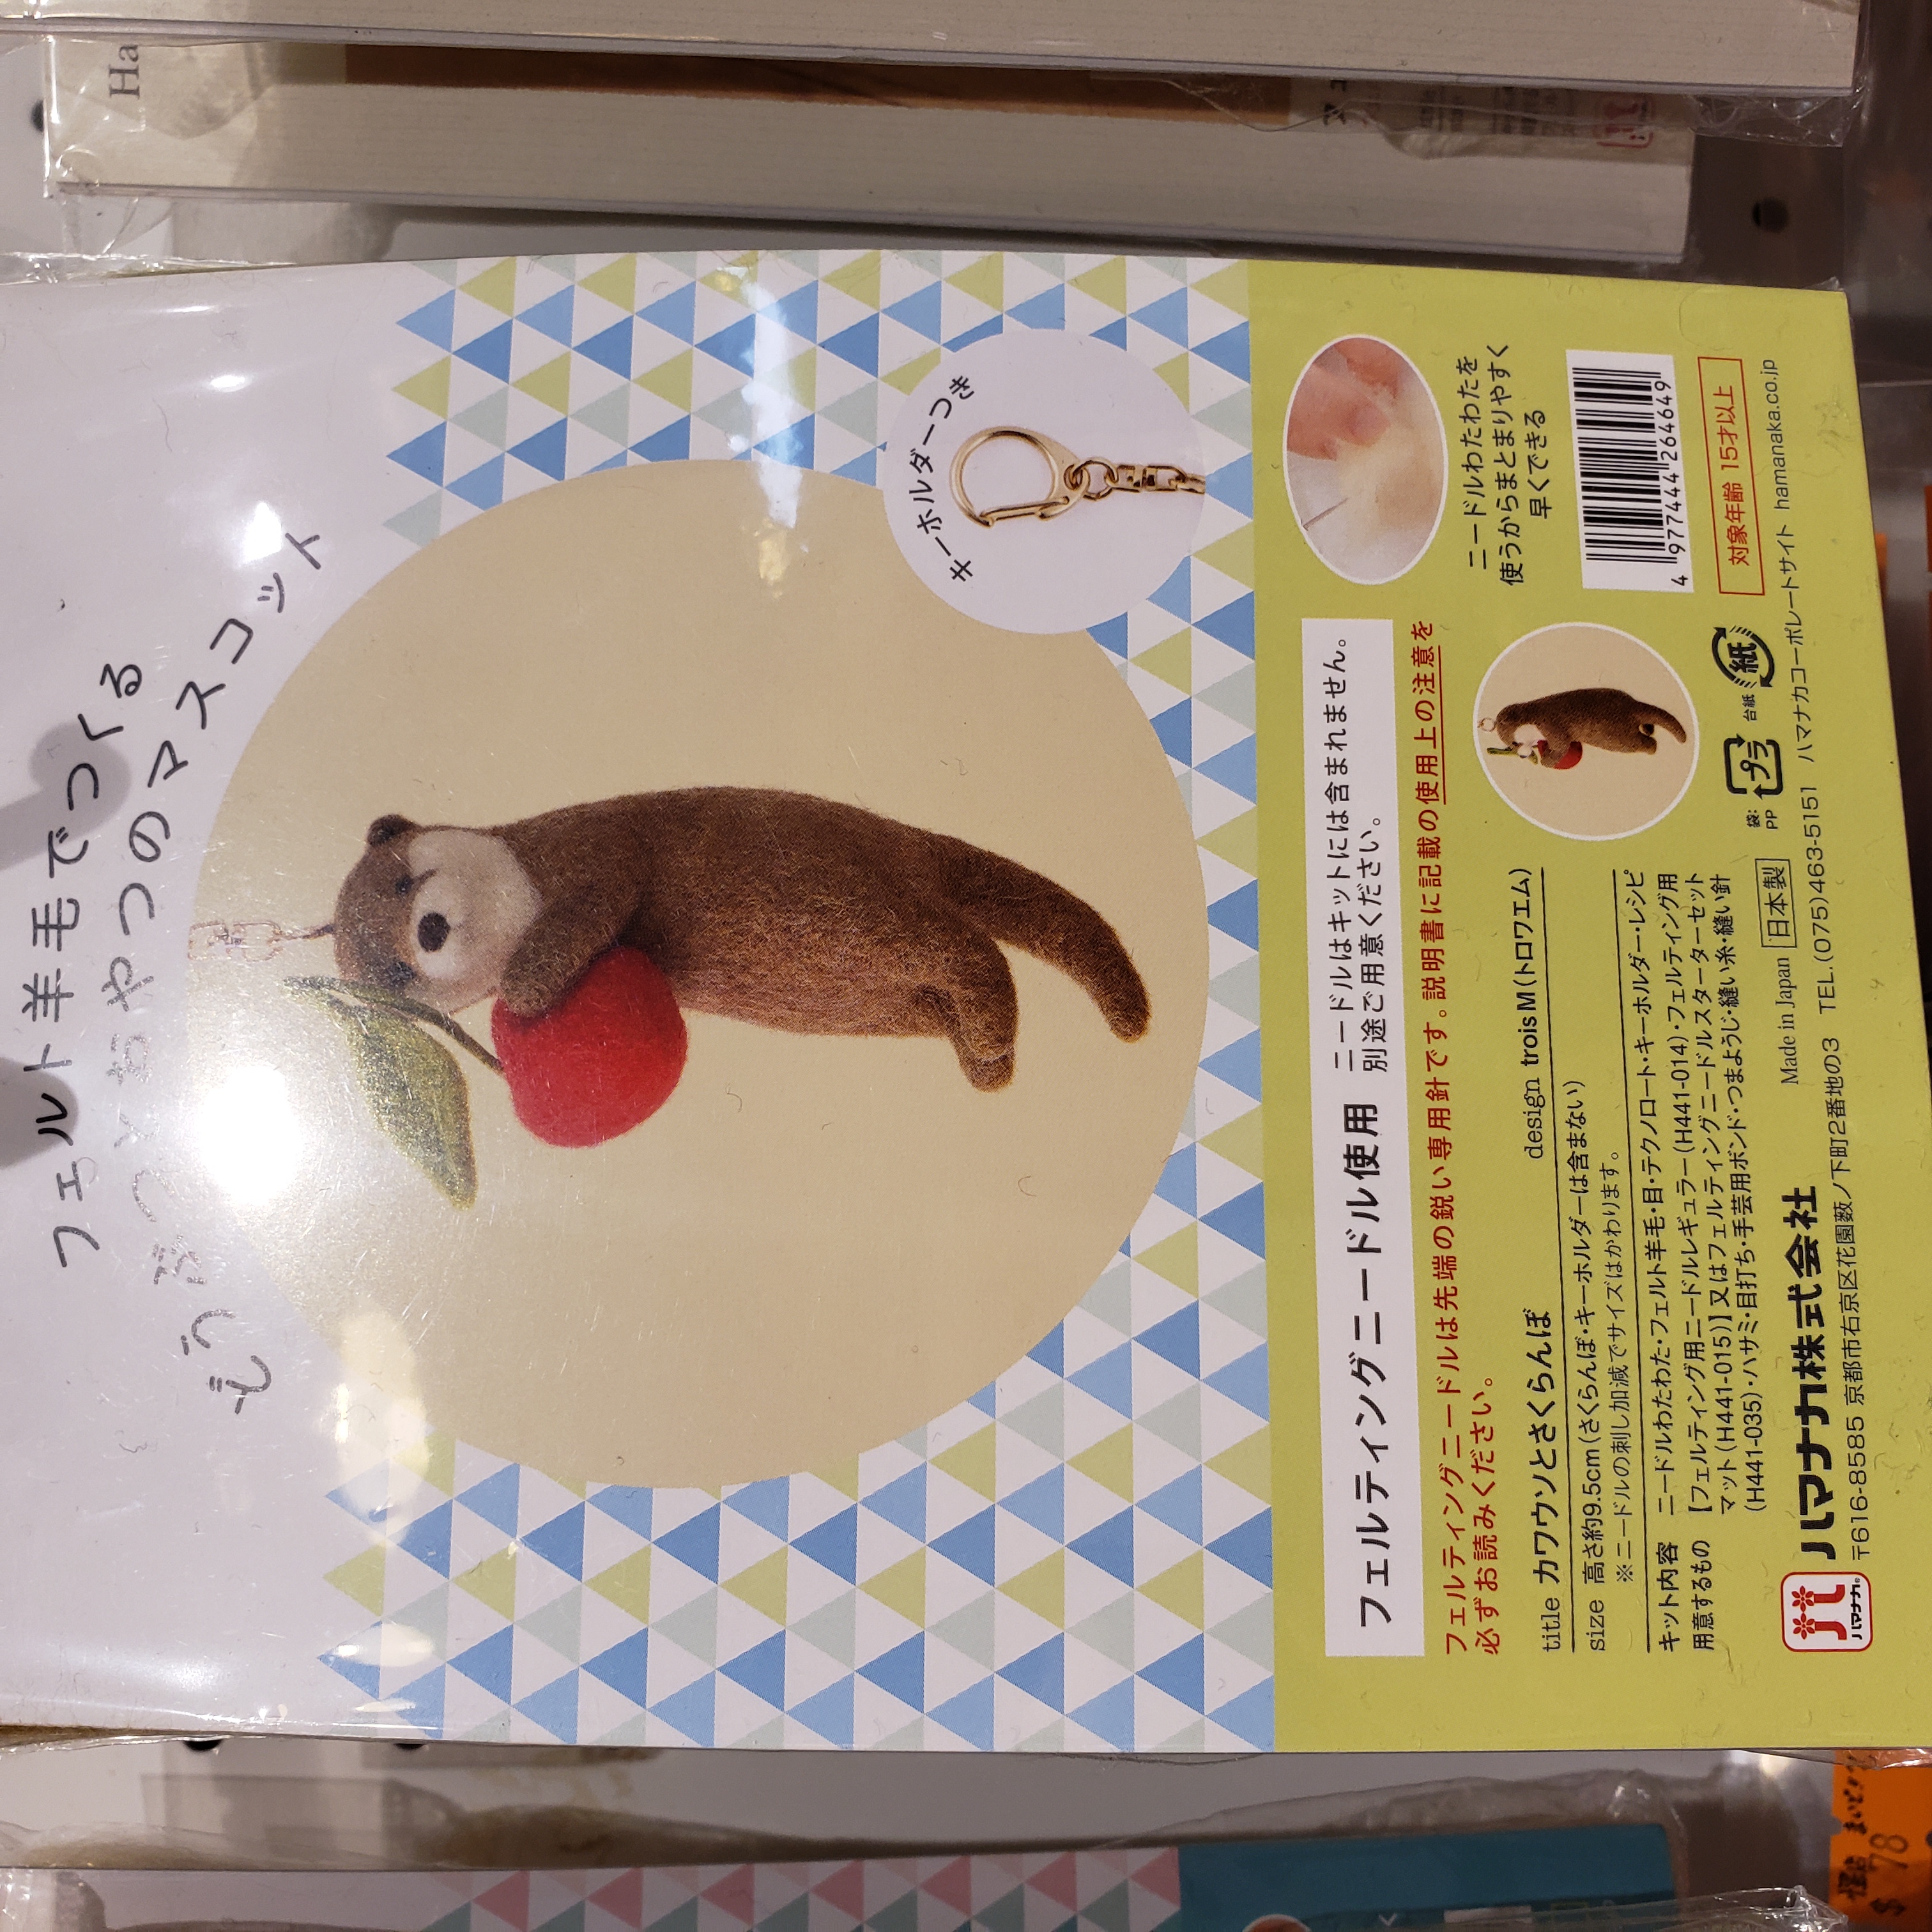 Ha
フェルト羊毛でつくる
どうぶつとおやつのマスコット
キーホルダーつき
フェルティングニードル使用
ニードルはキットには含まれません。
別途ご用意ください。
フェルティングニードルは先端の鋭い専用針です。説明書に記載の使用上の注意を
必ずお読みください。
title カワウソとさくらんぼ
design trois M(トロワエム)
size 高さ約9.5cm(さくらんぼ・キーホルダーは含まない)
※ニードルの刺し加減でサイズはかわります。
キット内容 ニードルわたわた・フェルト羊毛・目・テクノロート・キーホルダー・レシピ
用意するもの 【フェルティング用ニードルレギュラー(H441-014)・フェルティング用
マット(H441-015)】又はフェルティングニードルスターターセット
(H441-035)・ハサミ・目打ち・手芸用ボンド・つまようじ・縫い糸・縫い針
ニードルわたわたを
使うからまとまりやすく
早くできる
4 977444 264649
対象年齢 15才以上
袋:
PP
プラ
台紙
紙
ハマナカ
ハマナカ株式会社
Made in Japan 日本製
〒616-8585 京都市右京区花園薮ノ下町2番地の3 TEL.(075)463-5151 ハマナカコーポレートサイト hamanaka.co.jp
$ 78